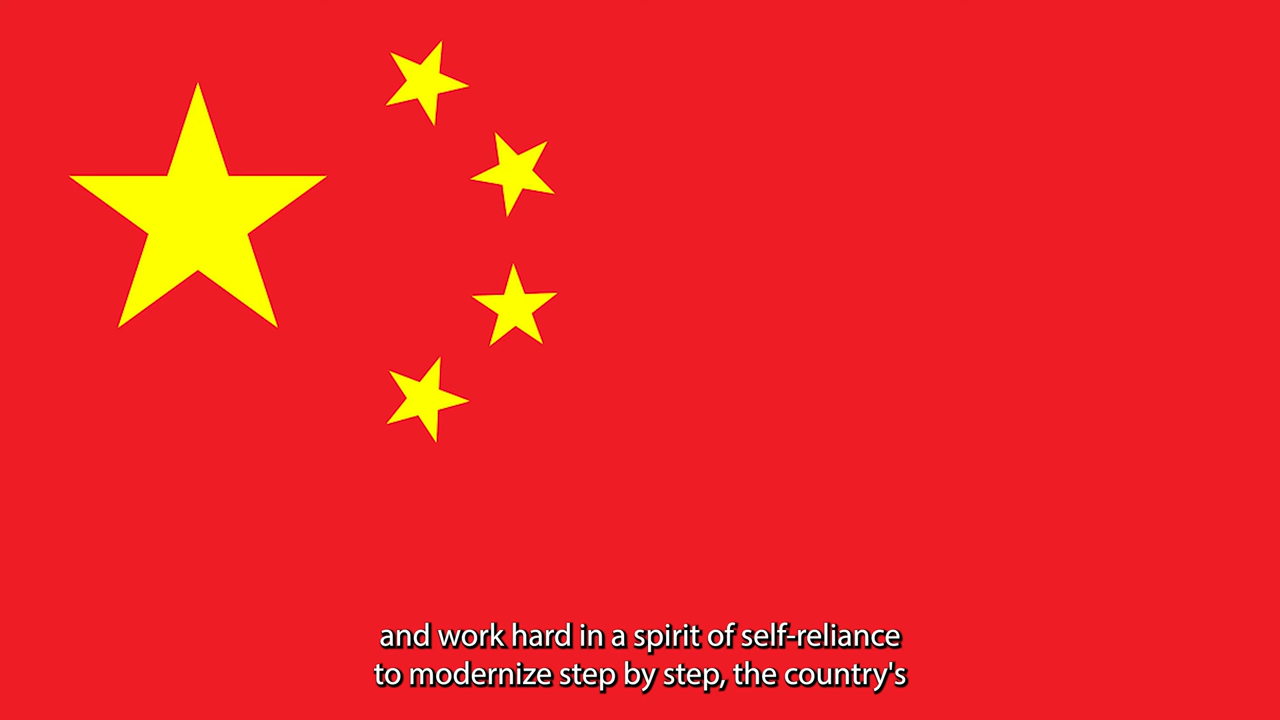 and work hard in a spirit of self-reliance
to modernize step by step, the country's